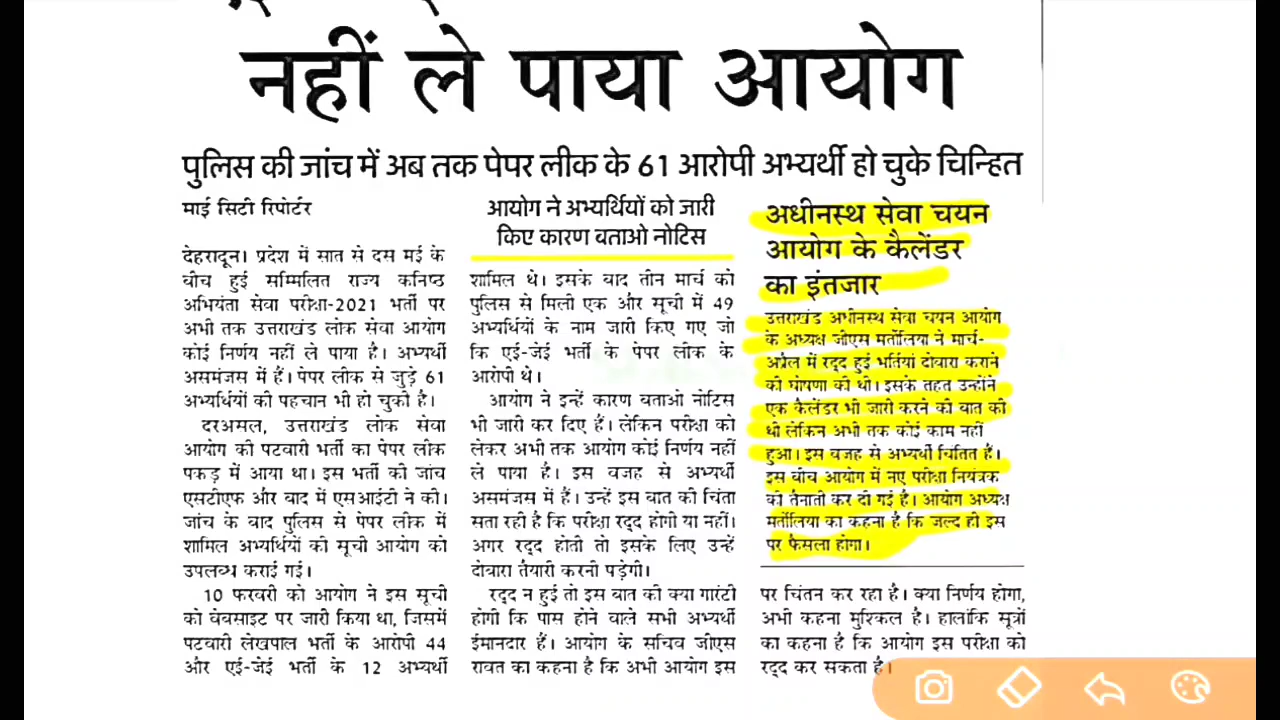 नहीं ले पाया आयोग
पुलिस की जांच में अब तक पेपर लीक के 61 आरोपी अभ्यर्थी हो चुके चिन्हित
माई सिटी रिपोर्टर
देहरादून। प्रदेश में सात से दस मई के
बीच हुई सम्मिलित राज्य कनिष्ठ
अभियंता सेवा परीक्षा-2021 भर्ती पर
अभी तक उत्तराखंड लोक सेवा आयोग
कोई निर्णय नहीं ले पाया है। अभ्यर्थी
असमंजस में हैं। पेपर लीक से जुड़े 61
अभ्यर्थियों की पहचान भी हो चुकी है।
दरअसल, उत्तराखंड लोक सेवा
आयोग की पटवारी भर्ती का पेपर लीक
पकड़ में आया था। इस भर्ती की जांच
एसटीएफ और बाद में एसआईटी ने की।
जांच के बाद पुलिस से पेपर लीक में
शामिल अभ्यर्थियों की सूची आयोग को
उपलब्ध कराई गई।
10 फरवरी को आयोग ने इस सूची
को वेबसाइट पर जारी किया था, जिसमें
पटवारी लेखपाल भर्ती के आरोपी 44
और एई-जेई भर्ती के 12 अभ्यर्थी
आयोग ने अभ्यर्थियों को जारी
किए कारण बताओ नोटिस
शामिल थे। इसके बाद तीन मार्च को
पुलिस से मिली एक और सूची में 49
अभ्यर्थियों के नाम जारी किए गए जो
कि एई-जेई भर्ती के पेपर लीक के
आरोपी थे।
आयोग ने इन्हें कारण बताओ नोटिस
भी जारी कर दिए हैं। लेकिन परीक्षा को
लेकर अभी तक आयोग कोई निर्णय नहीं
ले पाया है। इस वजह से अभ्यर्थी
असमंजस में हैं। उन्हें इस बात की चिंता
सता रही है कि परीक्षा रद्द होगी या नहीं।
अगर रद्द होती तो इसके लिए उन्हें
दोबारा तैयारी करनी पड़ेगी।
रद्द न हुई तो इस बात की क्या गारंटी
होगी कि पास होने वाले सभी अभ्यर्थी
ईमानदार हैं। आयोग के सचिव जीएस
रावत का कहना है कि अभी आयोग इस
अधीनस्थ सेवा चयन
आयोग के कैलेंडर
का इंतजार
उत्तराखंड अधीनस्थ सेवा चयन आयोग
के अध्यक्ष जीएस मर्तोलिया ने मार्च-
अप्रैल में रद्द हुई भर्तियां दोबारा कराने
की घोषणा की थी। इसके तहत उन्होंने
एक कैलेंडर भी जारी करने की बात की
थी लेकिन अभी तक कोई काम नहीं
हुआ। इस वजह से अभ्यर्थी चिंतित हैं।
इस बीच आयोग में नए परीक्षा नियंत्रक
की तैनाती कर दी गई है। आयोग अध्यक्ष
मर्तोलिया का कहना है कि जल्द ही इस
पर फैसला होगा।
पर चिंतन कर रहा है। क्या निर्णय होगा,
अभी कहना मुश्किल है। हालांकि सूत्रों
का कहना है कि आयोग इस परीक्षा को
रद्द कर सकता है।